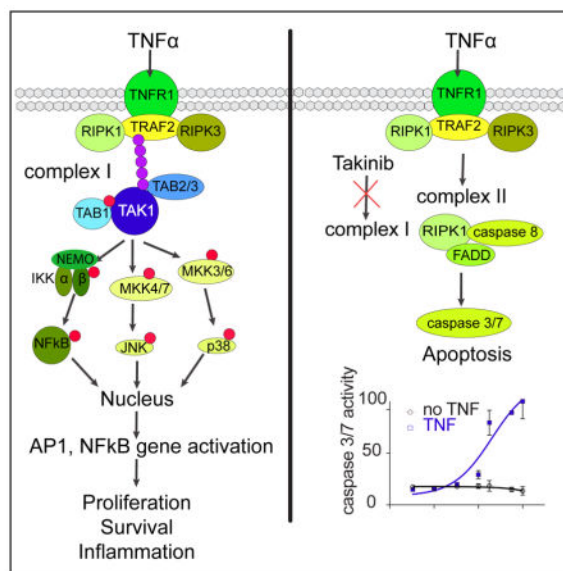 TNFα
TNFR1
RIPK1
TRAF2
RIPK3
complex I
TAB2/3
TAB1
TAK1
NEMO
IKK
α
β
MKK4/7
MKK3/6
NFkB
JNK
p38
Nucleus
AP1, NFkB gene activation
Proliferation
Survival
Inflammation
TNFα
TNFR1
RIPK1
TRAF2
RIPK3
Takinib
complex I
complex II
RIPK1
caspase 8
FADD
caspase 3/7
Apoptosis
caspase 3/7 activity
100
50
0
no TNF
TNF